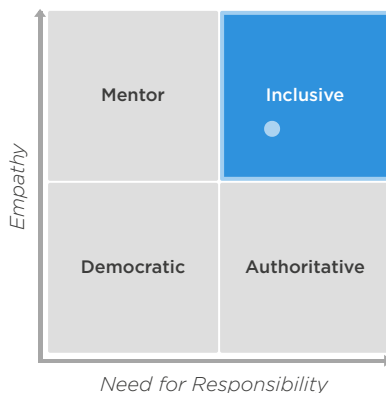 Mentor
Inclusive
Empathy
Democratic
Authoritative
Need for Responsibility